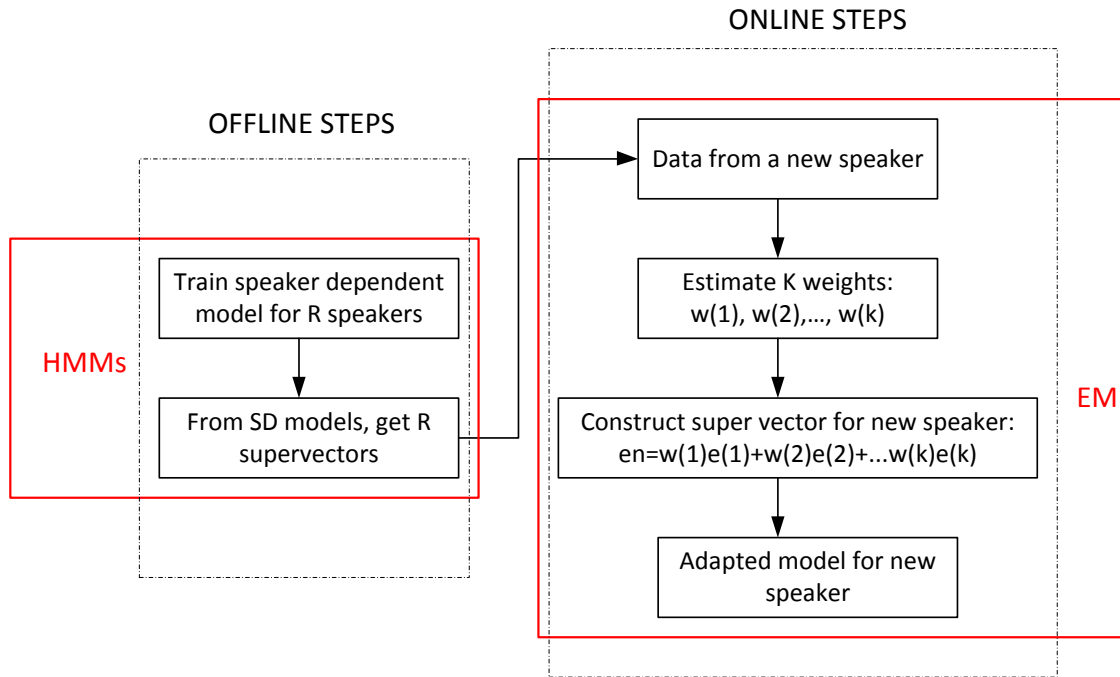 OFFLINE STEPS
HMMs
Train speaker dependent
model for R speakers
From SD models, get R
supervectors
ONLINE STEPS
Data from a new speaker
Estimate K weights:
w(1), w(2),..., w(k)
Construct super vector for new speaker:
en=w(1)e(1)+w(2)e(2)+...w(k)e(k)
Adapted model for new
speaker
EM